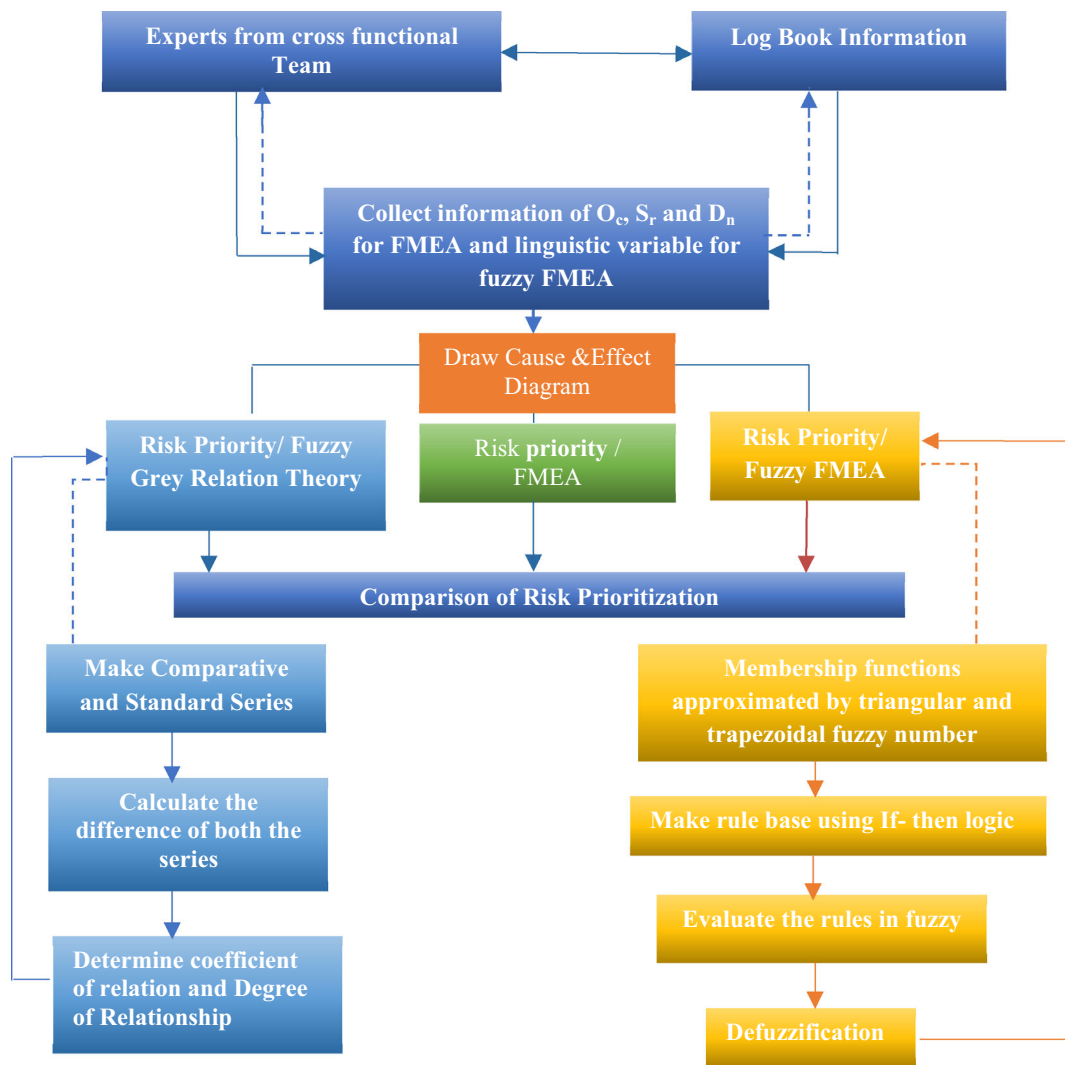 Experts from cross functional
Team
Log Book Information
Collect information of Oc, Sr and Dn
for FMEA and linguistic variable for
fuzzy FMEA
Draw Cause &Effect
Diagram
Risk Priority/ Fuzzy
Grey Relation Theory
Risk priority /
FMEA
Risk Priority/
Fuzzy FMEA
Comparison of Risk Prioritization
Make Comparative
and Standard Series
Calculate the
difference of both the
series
Determine coefficient
of relation and Degree
of Relationship
Membership functions
approximated by triangular and
trapezoidal fuzzy number
Make rule base using If- then logic
Evaluate the rules in fuzzy
Defuzzification